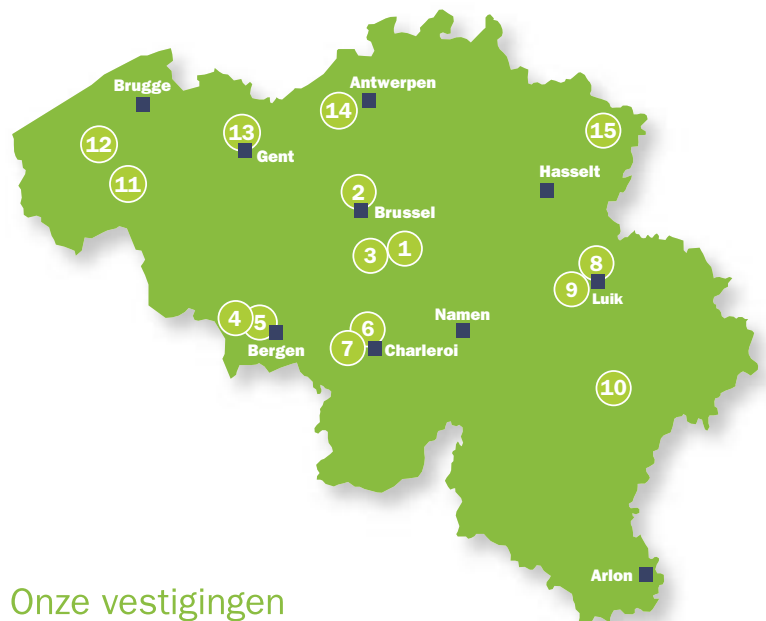 Brugge
Antwerpen
14
13
Gent
12
15
11
Hasselt
2
Brussel
3
1
8
9
Luik
4
5
Bergen
6
7
Charleroi
Namen
10
Arlon
Onze vestigingen